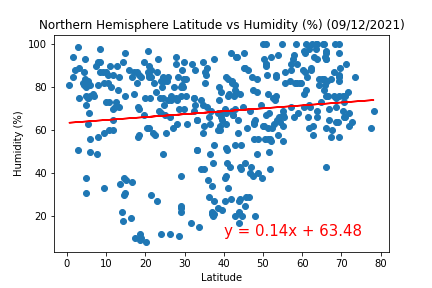 Northern Hemisphere Latitude vs Humidity (%) (09/12/2021)
100
80
60
40
20
Humidity (%)
y = 0.14x + 63.48
0 10 20 30 40 50 60 70 80
Latitude